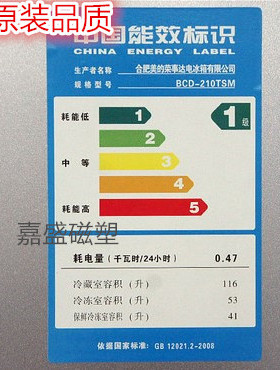 原装品质
中国能效标识
CHINA ENERGY LABEL
生产者名称 合肥美的荣事达电冰箱有限公司
规格型号 BCD-210TSM
耗能低 1 1级
2
中等 3
4
耗能高 5
嘉盛磁塑
耗电量（千瓦时/24小时） 0.47
冷藏室容积（升） 116
冷冻室容积（升） 53
保鲜冷冻室容积（升） 41
依据国家标准：GB 12021.2-2008